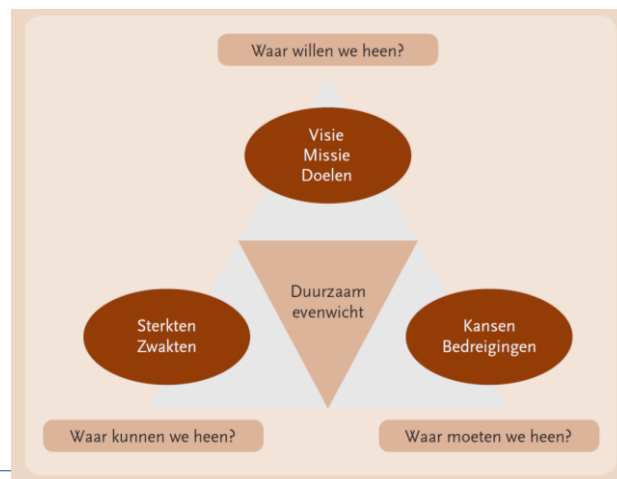 Waar willen we heen?
Visie
Missie
Doelen
Duurzaam
evenwicht
Sterkten
Zwakten
Kansen
Bedreigingen
Waar kunnen we heen?
Waar moeten we heen?